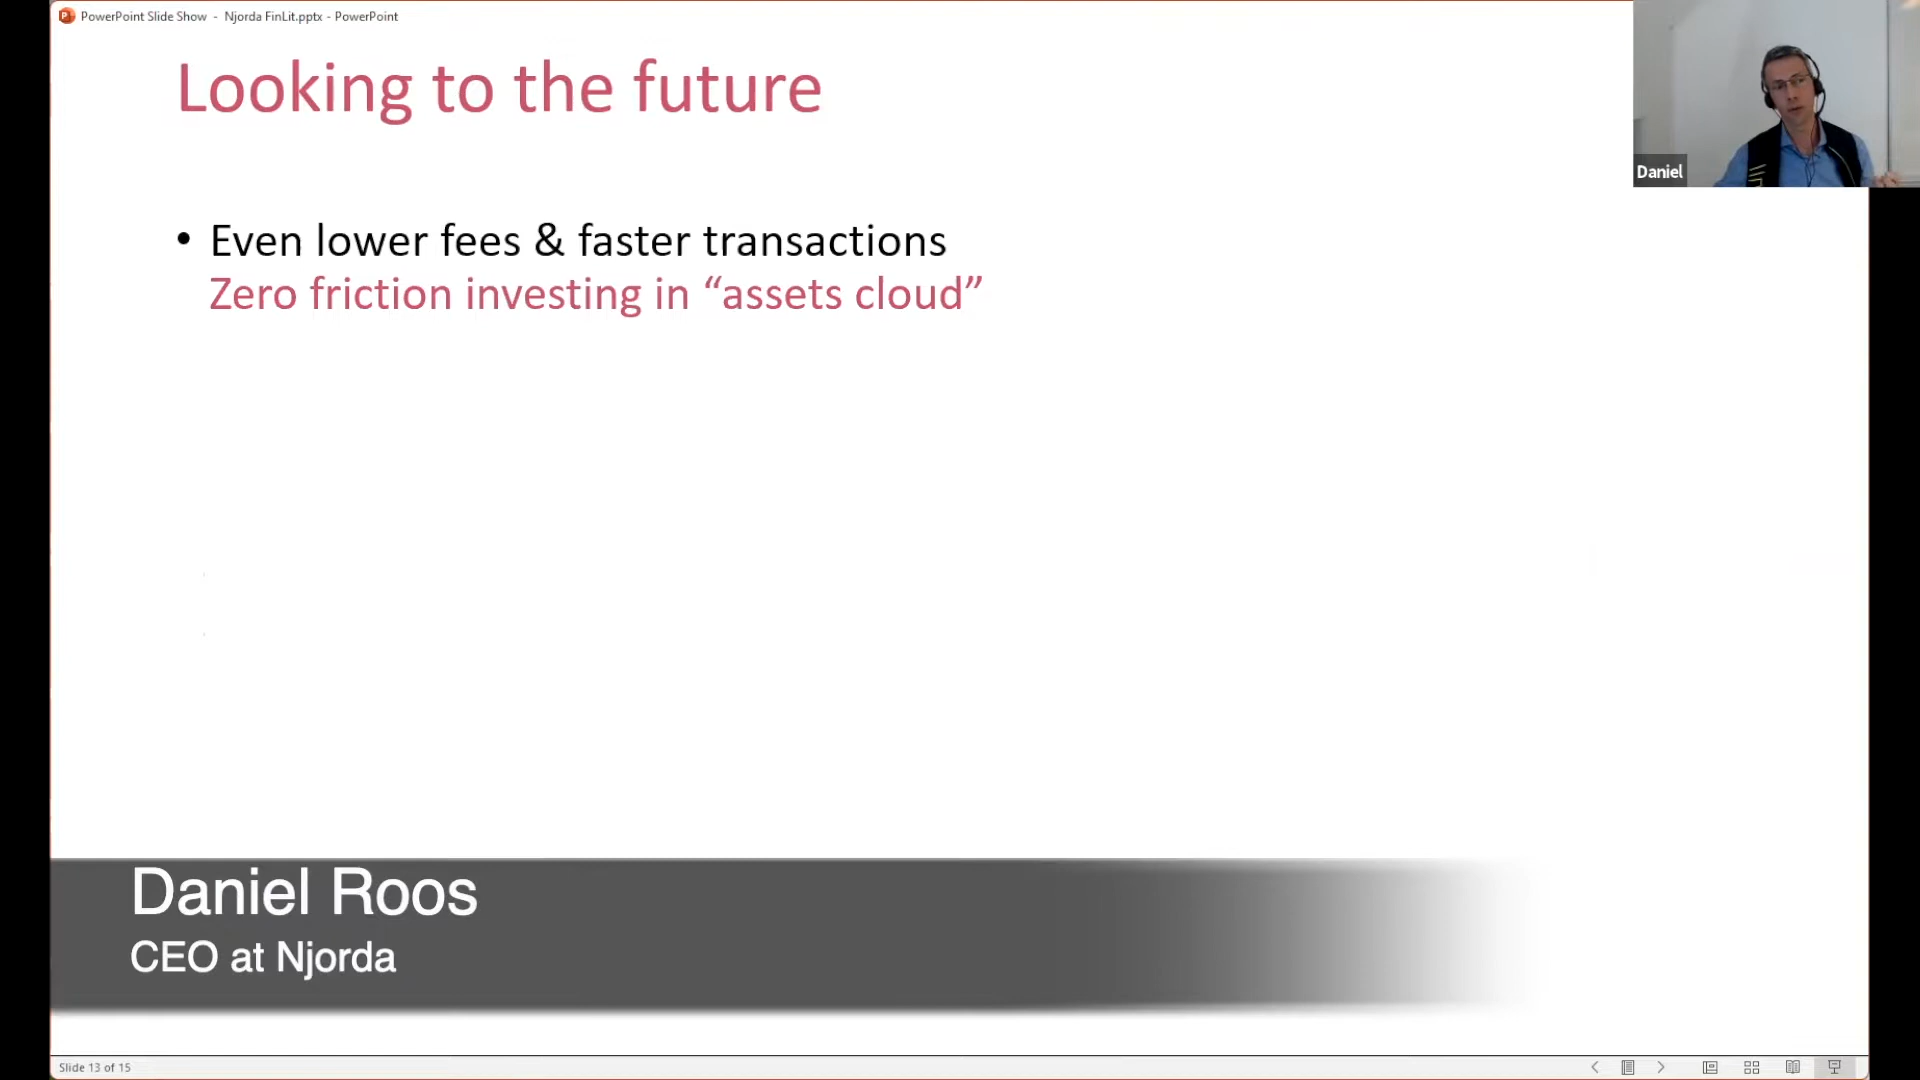 PowerPoint Slide Show - Njorda FinLit.pptx - PowerPoint
Looking to the future
Daniel
• Even lower fees & faster transactions
Zero friction investing in “assets cloud”
Daniel Roos
CEO at Njorda
Slide 13 of 15